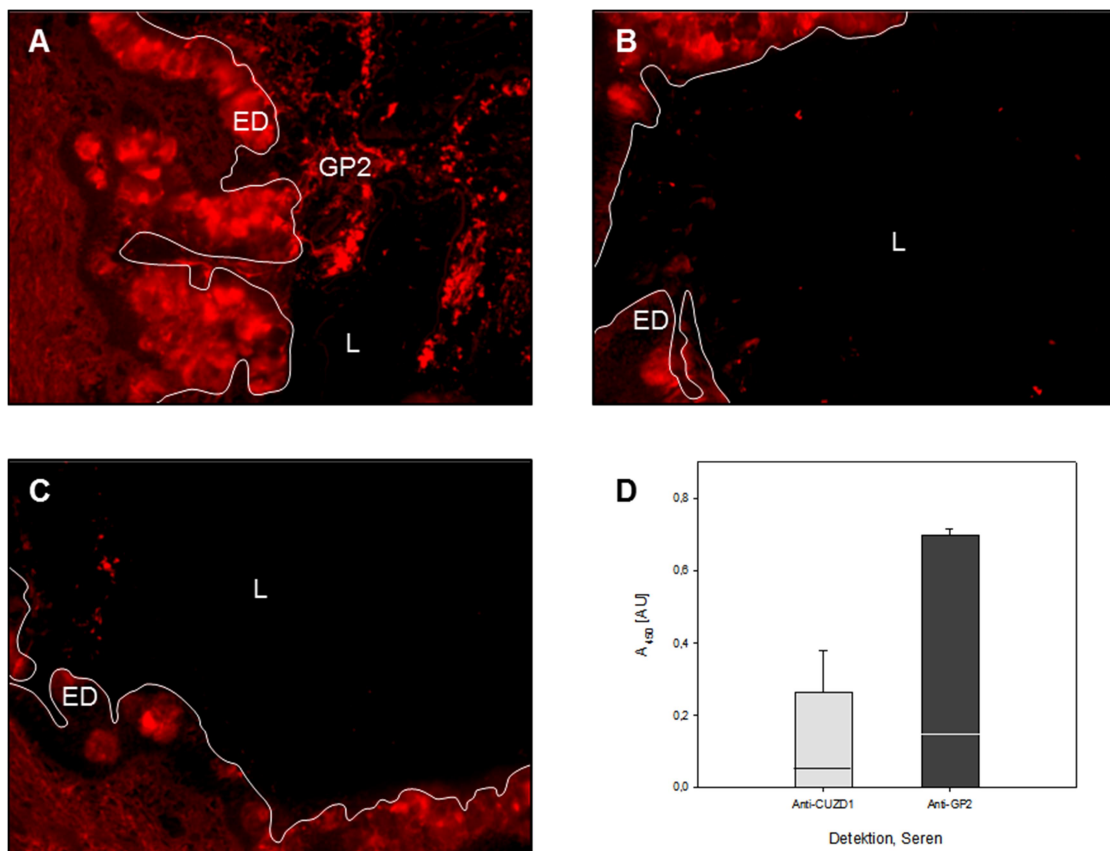 A
ED
GP2
L
B
L
ED
C
L
ED
D
0,8
0,6
0,4
0,2
0,0
A450 [AU]
Anti-CUZD1 Anti-GP2
Detektion, Seren